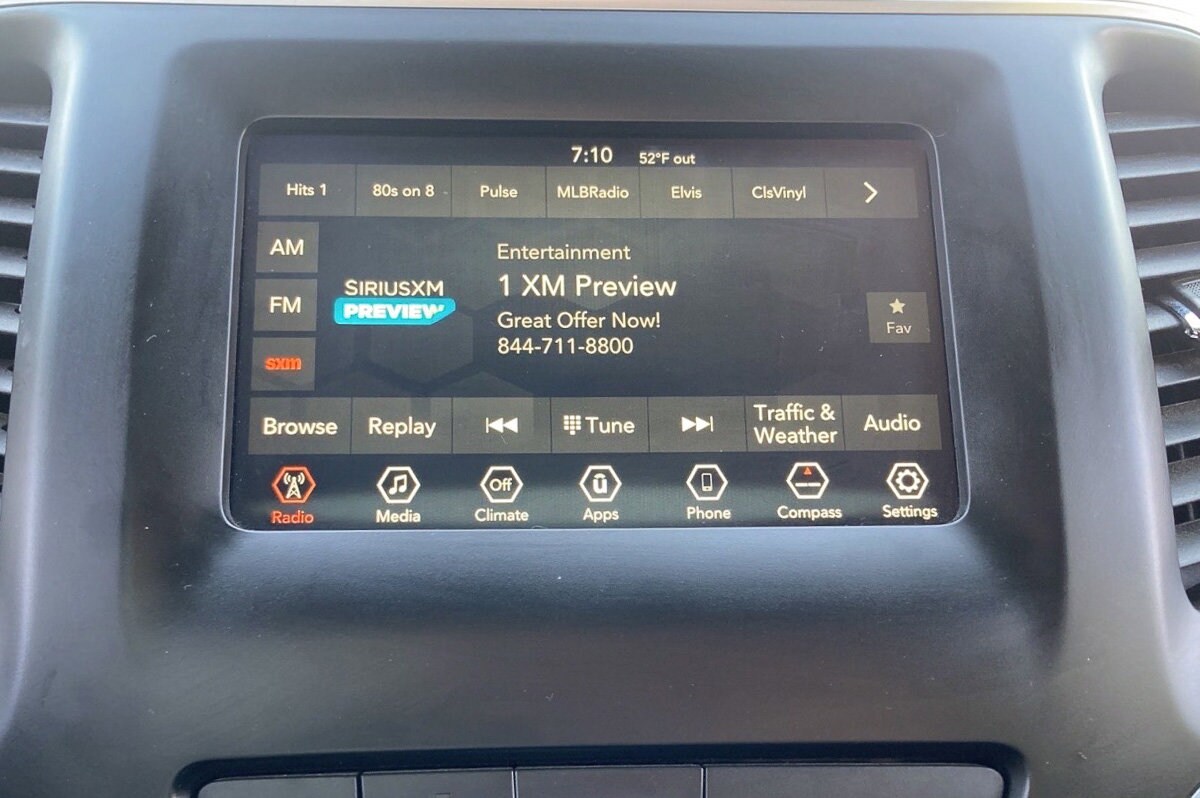 7:10 52°F out
Hits 1 80s on 8 Pulse MLBRadio Elvis ClsVinyl
AM
FM
sxm
SIRIUSXM
PREVIEW
Entertainment
1 XM Preview
Great Offer Now!
844-711-8800
Fav
Browse Replay Tune Traffic &
Weather Audio
Off
Radio Media Climate Apps Phone Compass Settings